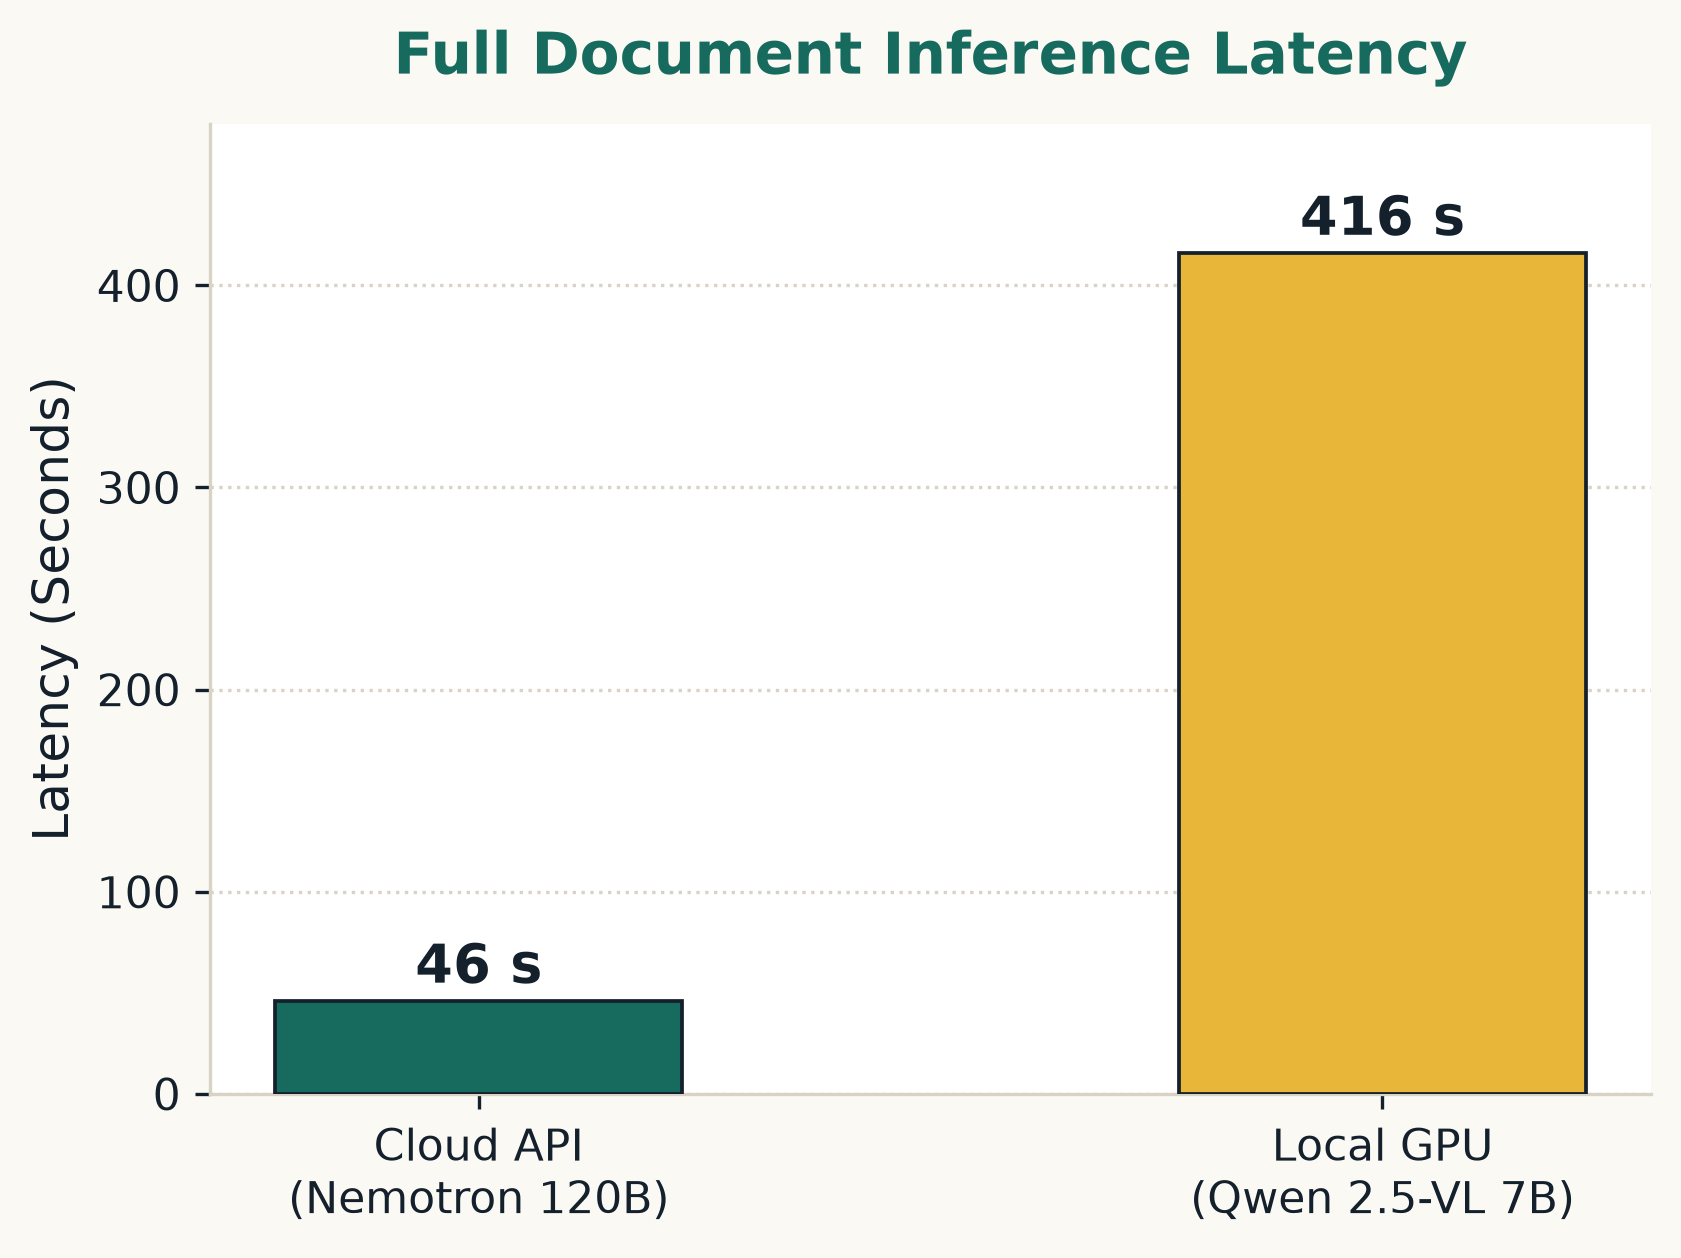 Full Document Inference Latency
Latency (Seconds)
400
300
200
100
0
46 s
416 s
Cloud API
(Nemotron 120B)
Local GPU
(Qwen 2.5-VL 7B)